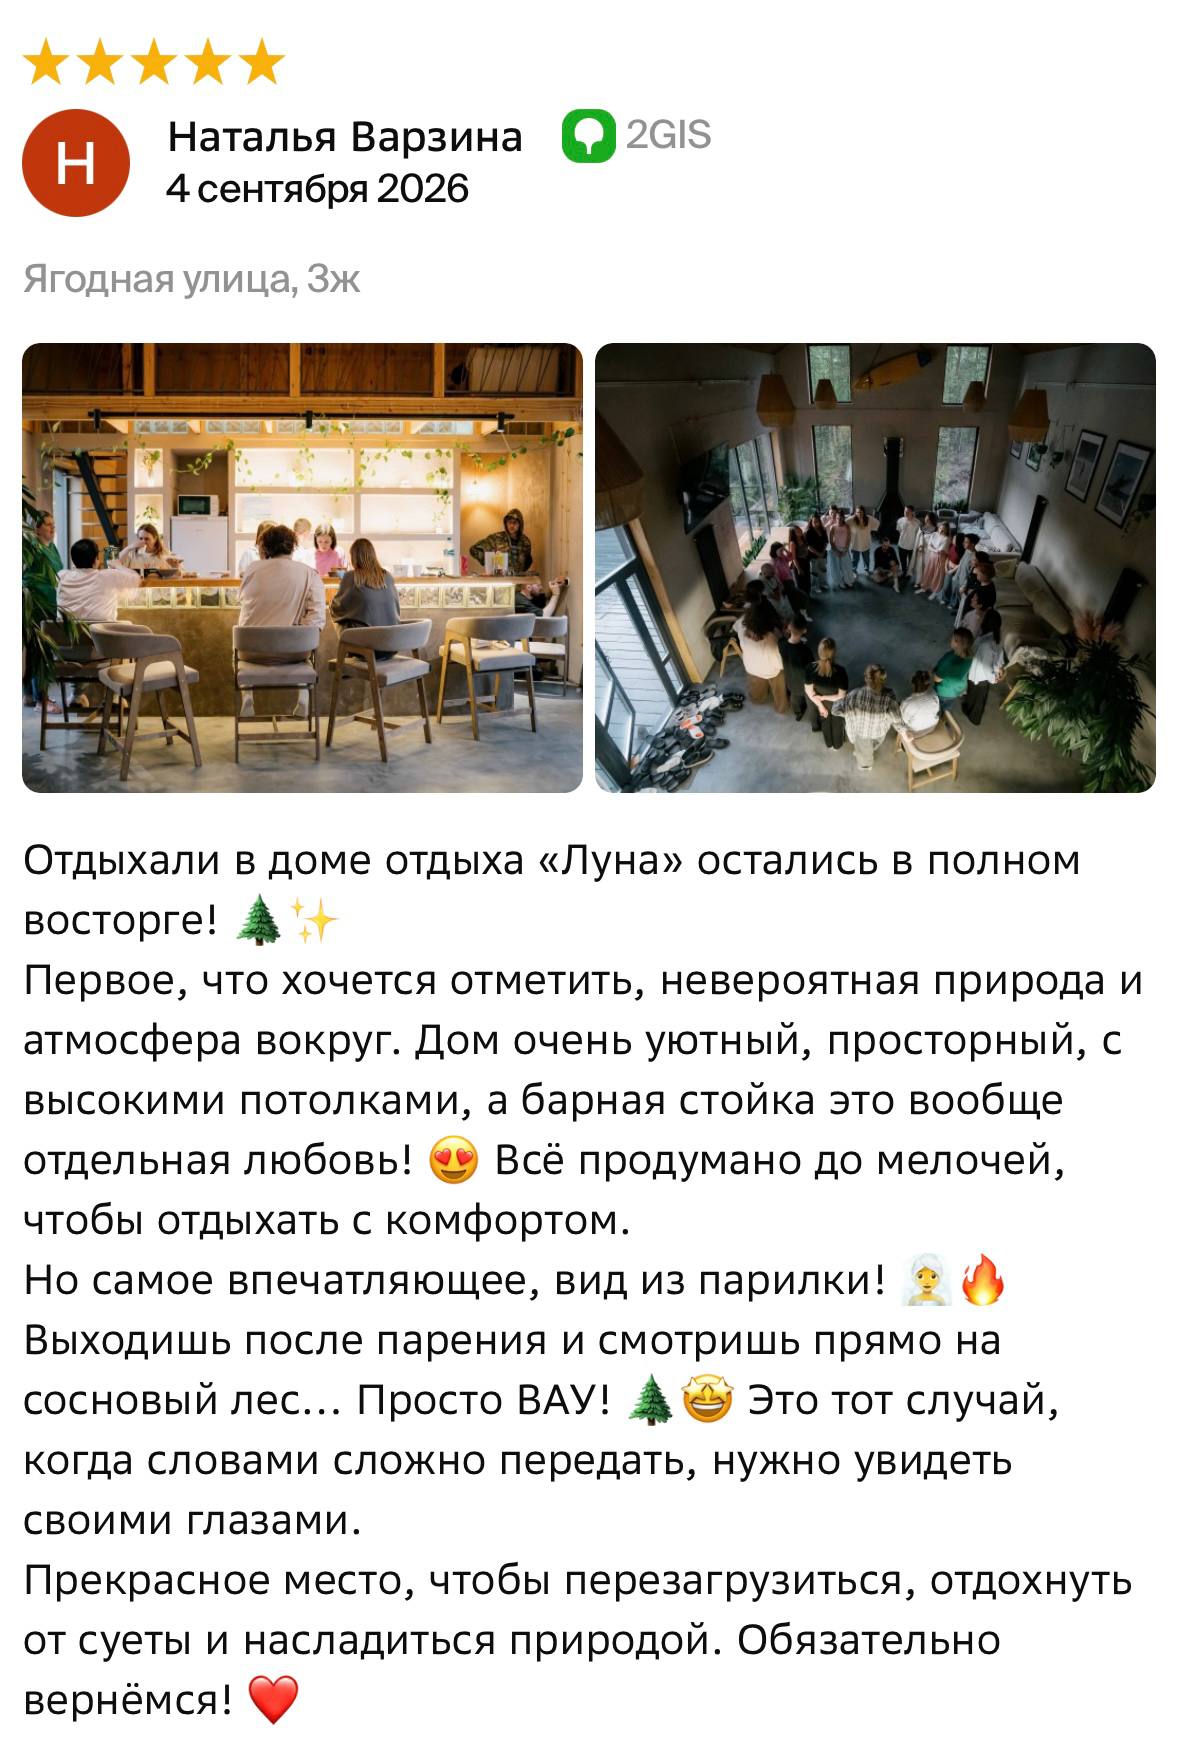 Н
Наталья Варзина
2GIS
4 сентября 2026
Ягодная улица, 3ж
Отдыхали в доме отдыха «Луна» остались в полном
восторге! 🌲✨
Первое, что хочется отметить, невероятная природа и
атмосфера вокруг. Дом очень уютный, просторный, с
высокими потолками, а барная стойка это вообще
отдельная любовь! 😍 Всё продумано до мелочей,
чтобы отдыхать с комфортом.
Но самое впечатляющее, вид из парилки! 🧖‍♀️🔥
Выходишь после парения и смотришь прямо на
сосновый лес... Просто ВАУ! 🌲🤩 Это тот случай,
когда словами сложно передать, нужно увидеть
своими глазами.
Прекрасное место, чтобы перезагрузиться, отдохнуть
от суеты и насладиться природой. Обязательно
вернёмся! ❤️